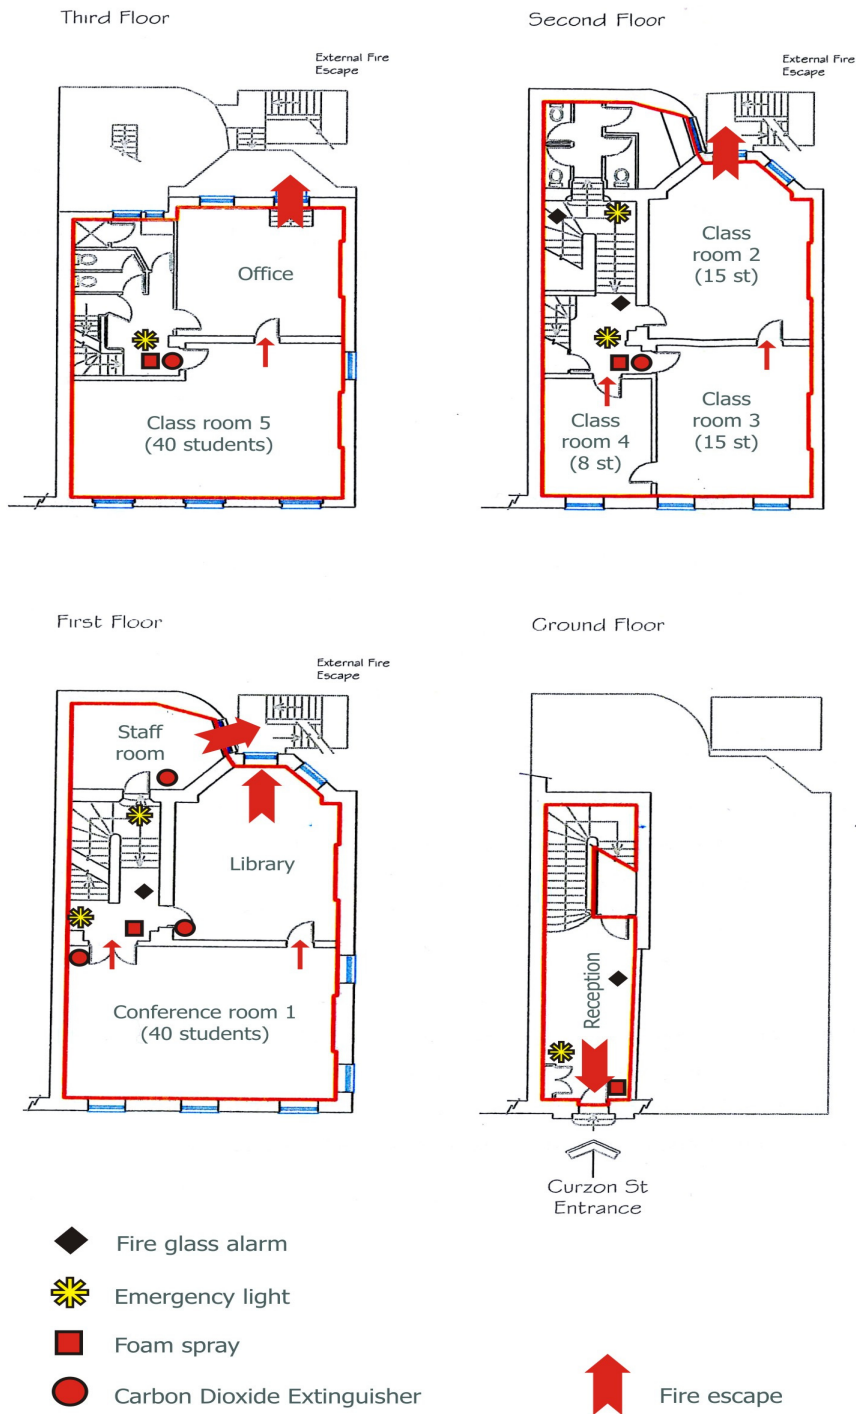 Third Floor
External Fire
Escape
Office
Class room 5
(40 students)
Second Floor
External Fire
Escape
Class
room 2
(15 st)
Class
room 3
(15 st)
Class
room 4
(8 st)
First Floor
External Fire
Escape
Staff
room
Library
Conference room 1
(40 students)
Ground Floor
Reception
Curzon St
Entrance
Fire glass alarm
Emergency light
Foam spray
Carbon Dioxide Extinguisher
Fire escape